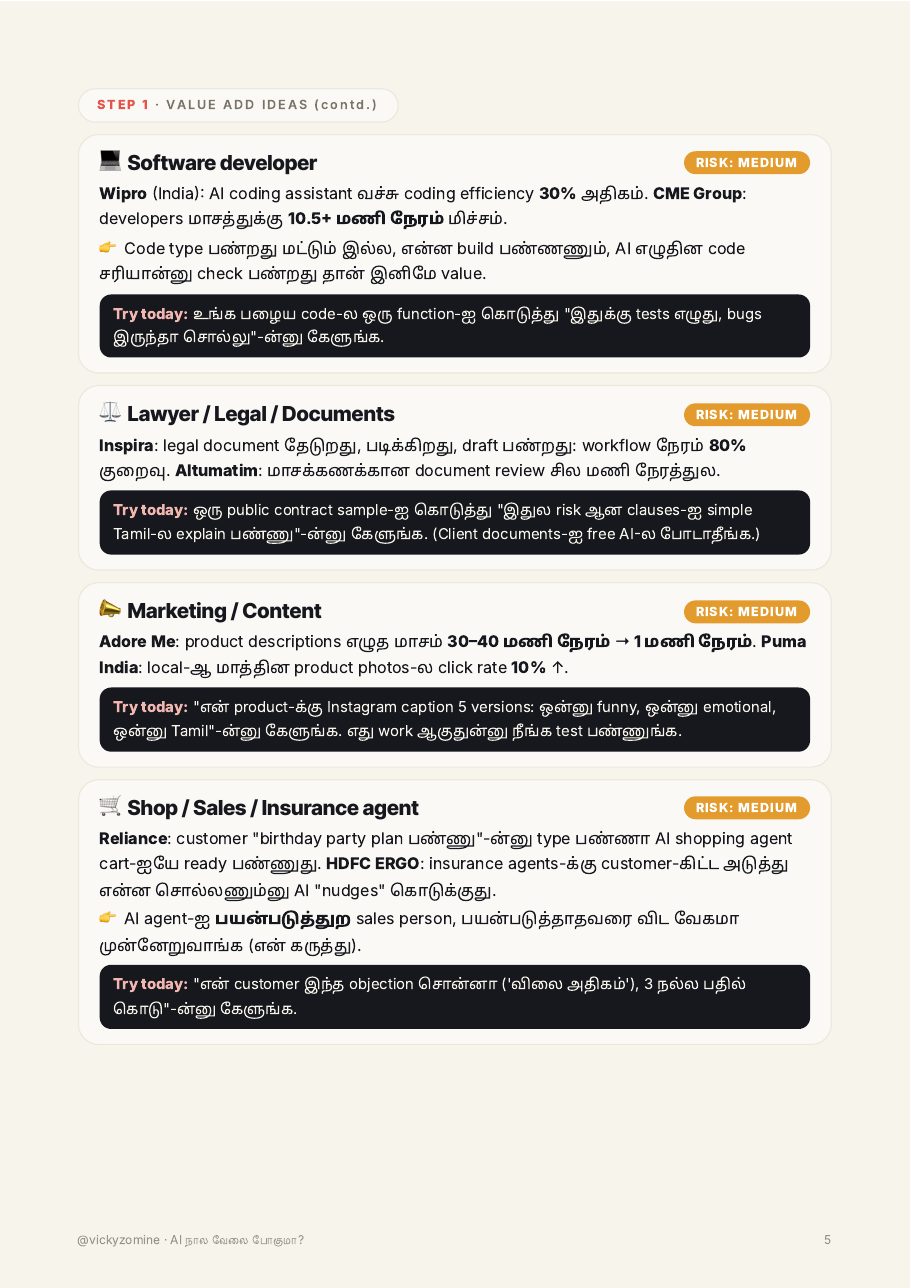 STEP 1 · VALUE ADD IDEAS (contd.)
Software developer
RISK: MEDIUM
Wipro (India): AI coding assistant வச்சு coding efficiency 30% அதிகம். CME Group:
developers மாசத்துக்கு 10.5+ மணி நேரம் மிச்சம்.
👉 Code type பண்றது மட்டும் இல்ல, என்ன build பண்ணணும், AI எழுதின code
சரியான்னு check பண்றது தான் இனிமே value.
Try today: உங்க பழைய code-ல ஒரு function-ஐ கொடுத்து "இதுக்கு tests எழுது, bugs
இருந்தா சொல்லு"-ன்னு கேளுங்க.
Lawyer / Legal / Documents
RISK: MEDIUM
Inspira: legal document தேடுறது, படிக்கிறது, draft பண்றது: workflow நேரம் 80%
குறைவு. Altumatim: மாசக்கணக்கான document review சில மணி நேரத்துல.
Try today: ஒரு public contract sample-ஐ கொடுத்து "இதுல risk ஆன clauses-ஐ simple
Tamil-ல explain பண்ணு"-ன்னு கேளுங்க. (Client documents-ஐ free AI-ல போடாதீங்க.)
Marketing / Content
RISK: MEDIUM
Adore Me: product descriptions எழுத மாசம் 30–40 மணி நேரம் → 1 மணி நேரம். Puma
India: local-ஆ மாத்தின product photos-ல click rate 10% ↑.
Try today: "என் product-க்கு Instagram caption 5 versions: ஒன்னு funny, ஒன்னு emotional,
ஒன்னு Tamil"-ன்னு கேளுங்க. எது work ஆகுதுன்னு நீங்க test பண்ணுங்க.
Shop / Sales / Insurance agent
RISK: MEDIUM
Reliance: customer "birthday party plan பண்ணு"-ன்னு type பண்ணா AI shopping agent
cart-ஐயே ready பண்ணுது. HDFC ERGO: insurance agents-க்கு customer-கிட்ட அடுத்து
என்ன சொல்லணும்னு AI "nudges" கொடுக்குது.
👉 AI agent-ஐ பயன்படுத்துற sales person, பயன்படுத்தாதவரை விட வேகமா
முன்னேறுவாங்க (என் கருத்து).
Try today: "என் customer இந்த objection சொன்னா ('விலை அதிகம்'), 3 நல்ல பதில்
கொடு"-ன்னு கேளுங்க.
@vickyzomine · AI நால வேலை போகுமா?
5